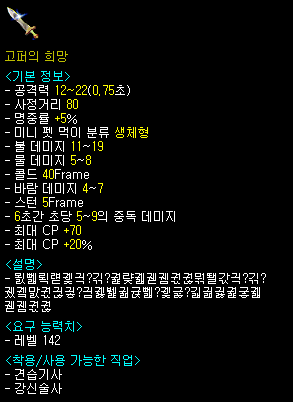 고퍼의 희망
<기본 정보>
- 공격력 12~22(0,75초)
- 사정거리 80
- 명중률 +5%
- 미니 펫 먹이 분류 생체형
- 불 데미지 11~19
- 물 데미지 5~8
- 콜드 40Frame
- 바람 데미지 4~7
- 스턴 5Frame
- 6초간 초당 5~9의 중독 데미지
- 최대 CP +70
- 최대 CP +20%
<설명>
<요구 능력치>
- 레벨 142
<착용/사용 가능한 직업>
- 견습기사
- 강신술사